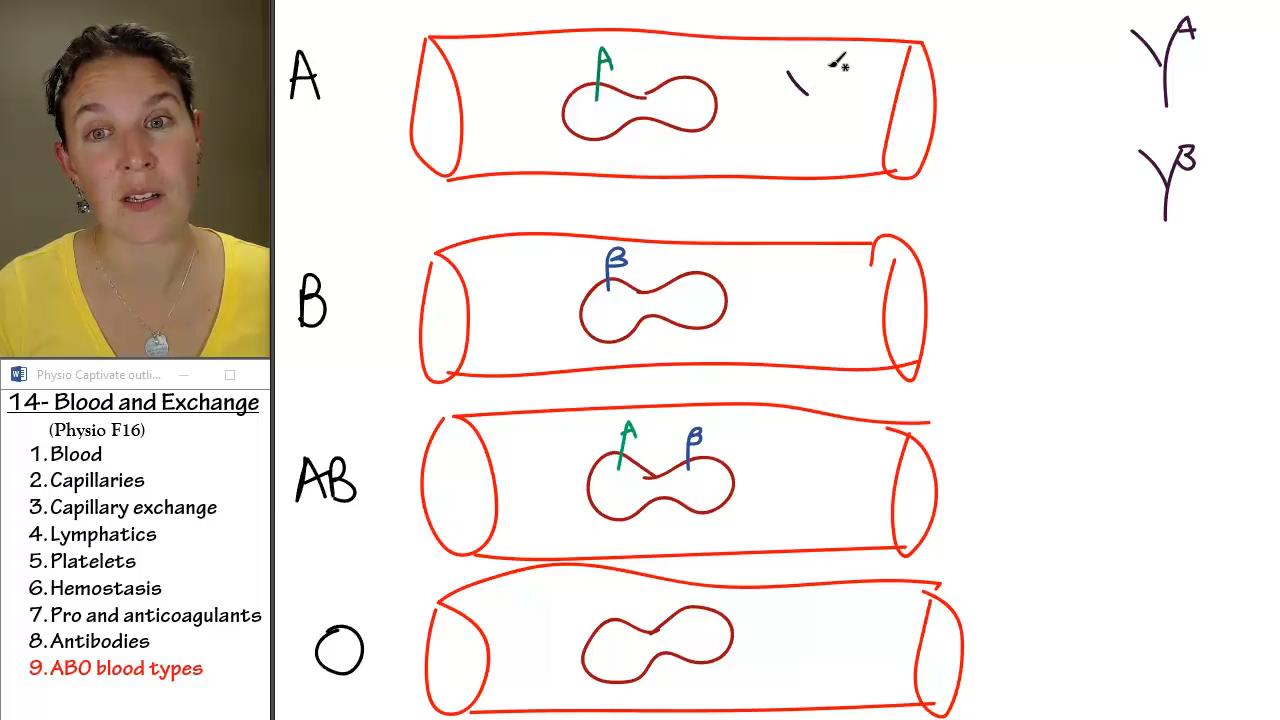 A
A
A
B
B
B
A B
AB
O
Physio Captivate outli...
14- Blood and Exchange
(Physio F16)
1. Blood
2. Capillaries
3. Capillary exchange
4. Lymphatics
5. Platelets
6. Hemostasis
7. Pro and anticoagulants
8. Antibodies
9. ABO blood types